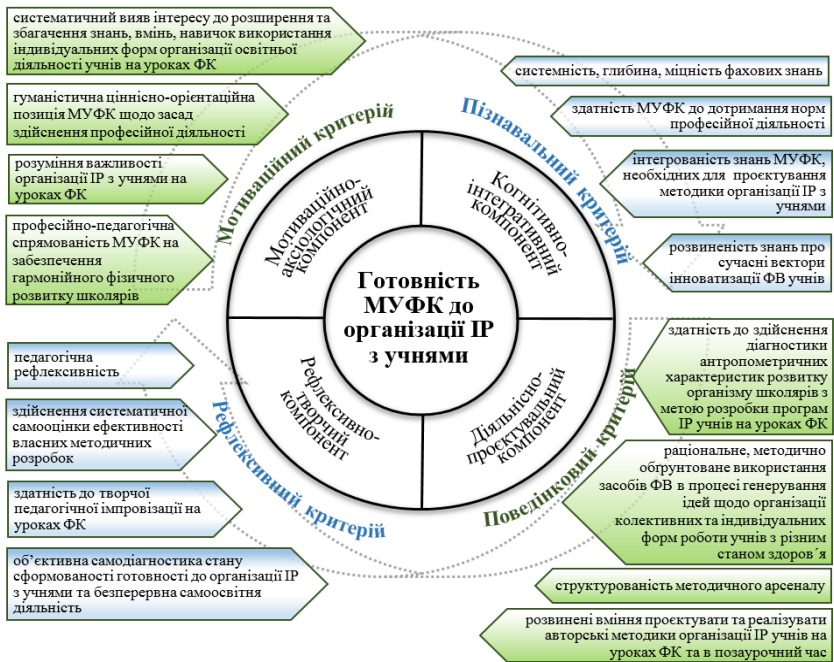 систематичний вияв інтересу до розширення та
збагачення знань, вмінь, навичок використання
індивідуальних форм організації освітньої
діяльності учнів на уроках ФК
гуманістична ціннісно-орієнтаційна
позиція МУФК щодо засад
здійснення професійної діяльності
розуміння важливості
організації ІР з учнями на
уроках ФК
професійно-педагогічна
спрямованість МУФК на
забезпечення
гармонійного фізичного
розвитку школярів
Мотиваційний критерій
Мотиваційно-
аксіологічний
компонент
Пізнавальний критерій
Когнітивно-
інтегративний
компонент
системність, глибина, міцність фахових знань
здатність МУФК до дотримання норм
професійної діяльності
інтегрованість знань МУФК,
необхідних для проєктування
методики організації ІР з
учнями
розвиненість знань про
сучасні вектори
інноватизації ФВ учнів
Готовність
МУФК до
організації ІР
з учнями
педагогічна
рефлексивність
здійснення систематичної
самооцінки ефективності
власних методичних
розробок
здатність до творчої
педагогічної імпровізації на
уроках ФК
об’єктивна самодіагностика стану
сформованості готовності до організації ІР
з учнями та безперервна самоосвітня
діяльність
Рефлексивний критерій
Рефлексивно-
творчий
компонент
Поведінковий критерій
Діяльнісно-
проєктувальний
компонент
здатність до здійснення
діагностики
антропометричних
характеристик розвитку
організму школярів з
метою розробки програм
ІР учнів на уроках ФК
раціональне, методично
обґрунтоване використання
засобів ФВ в процесі генерування
ідей щодо організації
колективних та індивідуальних
форм роботи учнів з різним
станом здоров´я
структурованість методичного арсеналу
розвинені вміння проєктувати та реалізувати
авторські методики організації ІР учнів на
уроках ФК та в позаурочний час